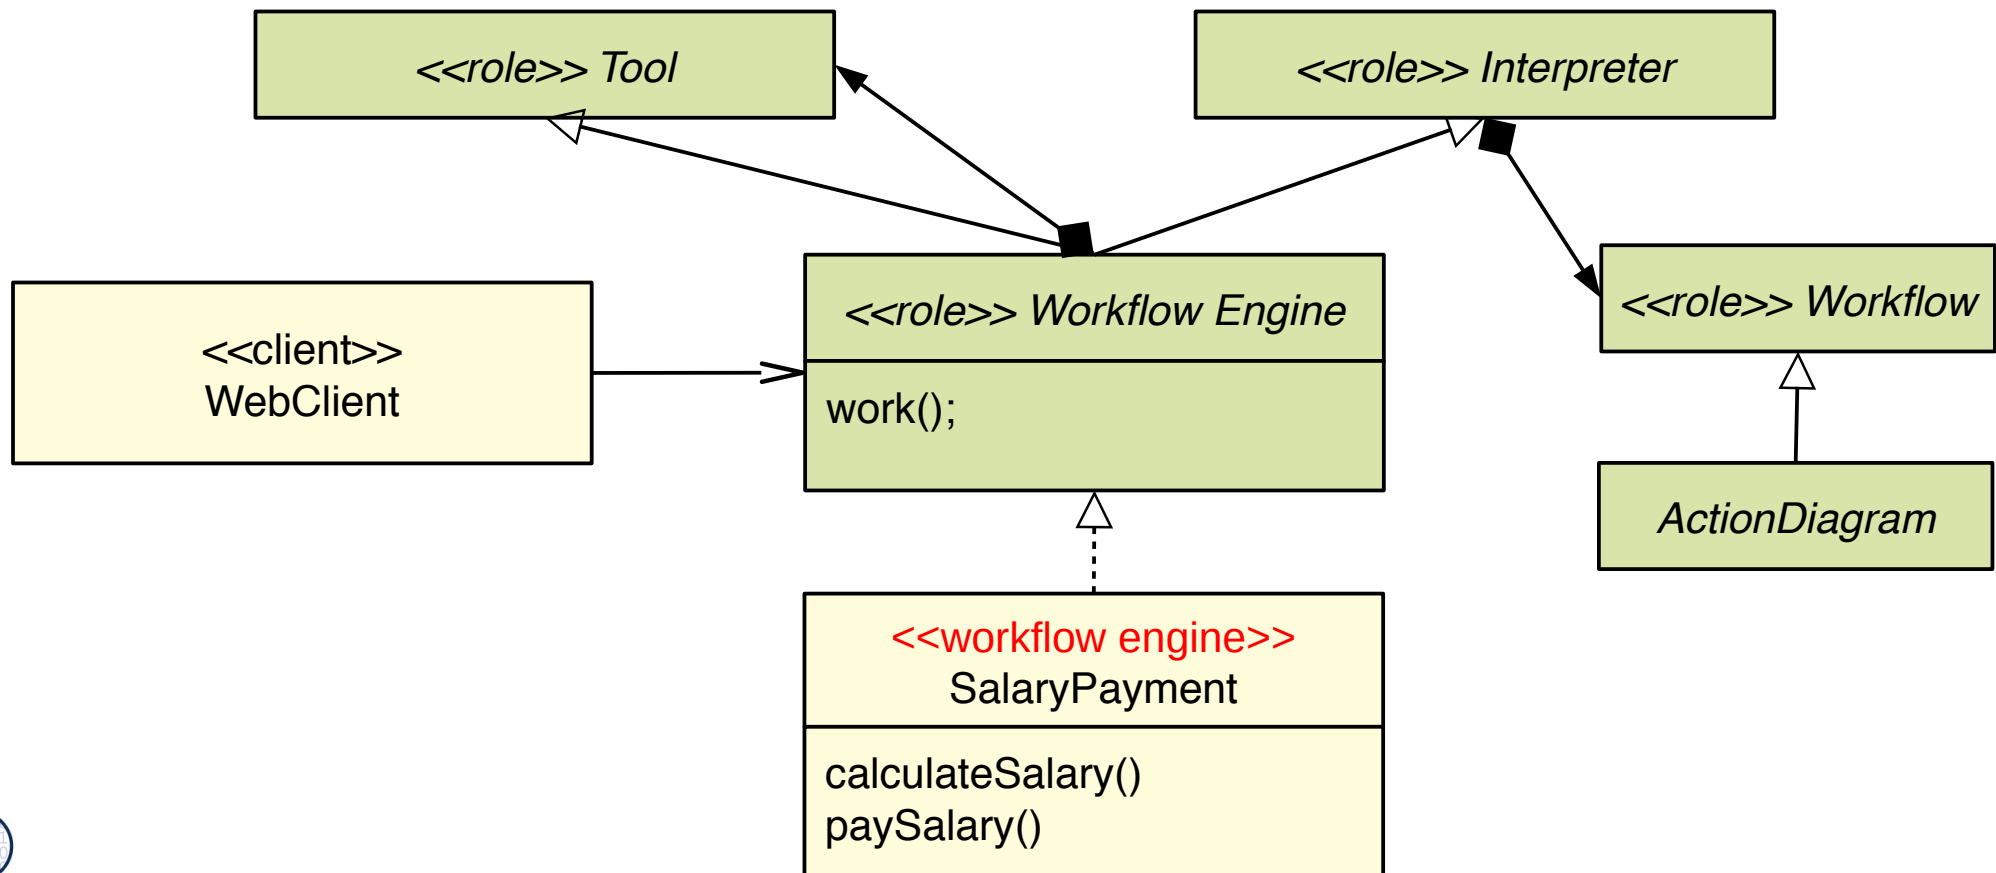 <<role>> Tool
<<role>> Interpreter
<<role>> Workflow Engine
work();
<<role>> Workflow
<<client>>
WebClient
ActionDiagram
<<workflow engine>>
SalaryPayment
calculateSalary()
paySalary()